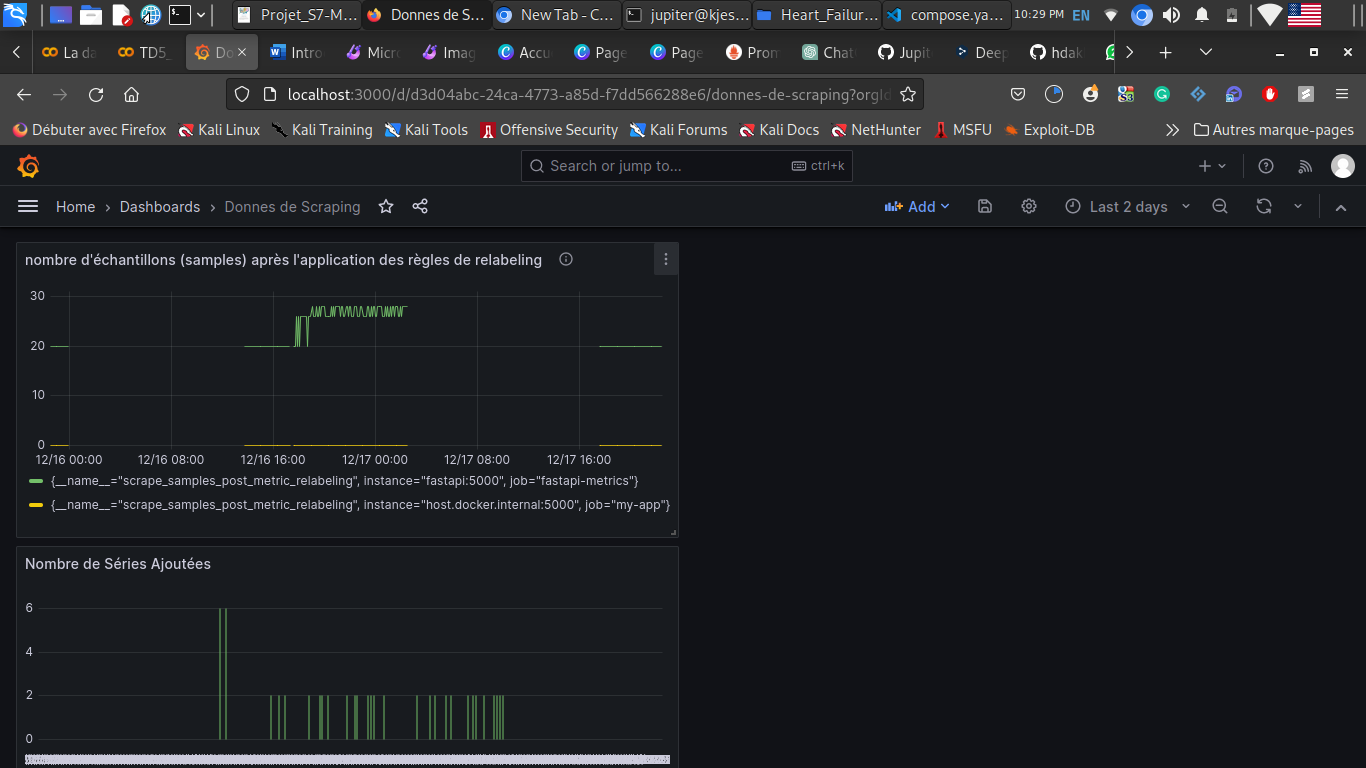 Projet_S7-M...
Donnes de S...
New Tab - C...
jupiter@kjes...
Heart_Failur...
compose.ya...
10:29 PM
EN
La da
TD5_
Do
Intro
Micro
Imag
Accu
Page
Page
Prom
Chat
Jupit
Deep
hdak
localhost:3000/d/d3d04abc-24ca-4773-a85d-f7dd566288e6/donnes-de-scraping?orgId
Débuter avec Firefox
Kali Linux
Kali Training
Kali Tools
Offensive Security
Kali Forums
Kali Docs
NetHunter
MSFU
Exploit-DB
Autres marque-pages
Search or jump to...
ctrl+k
Home › Dashboards › Donnes de Scraping
Add
Last 2 days
nombre d'échantillons (samples) après l'application des règles de relabeling
30
20
10
0
12/16 00:00
12/16 08:00
12/16 16:00
12/17 00:00
12/17 08:00
12/17 16:00
{__name__="scrape_samples_post_metric_relabeling", instance="fastapi:5000", job="fastapi-metrics"}
{__name__="scrape_samples_post_metric_relabeling", instance="host.docker.internal:5000", job="my-app"}
Nombre de Séries Ajoutées
6
4
2
0